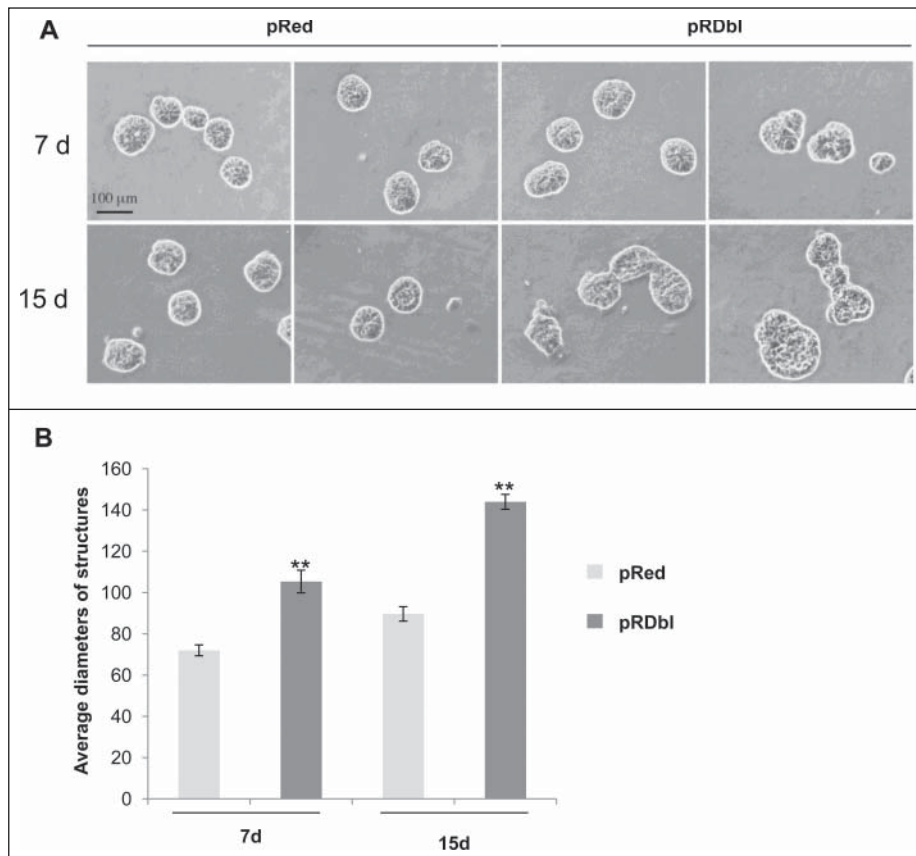 A
pRed
pRDbl
7 d
100 µm
15 d
B
Average diameters of structures
160
140
120
100
80
60
40
20
0
**
**
7d
15d
pRed
pRDbl